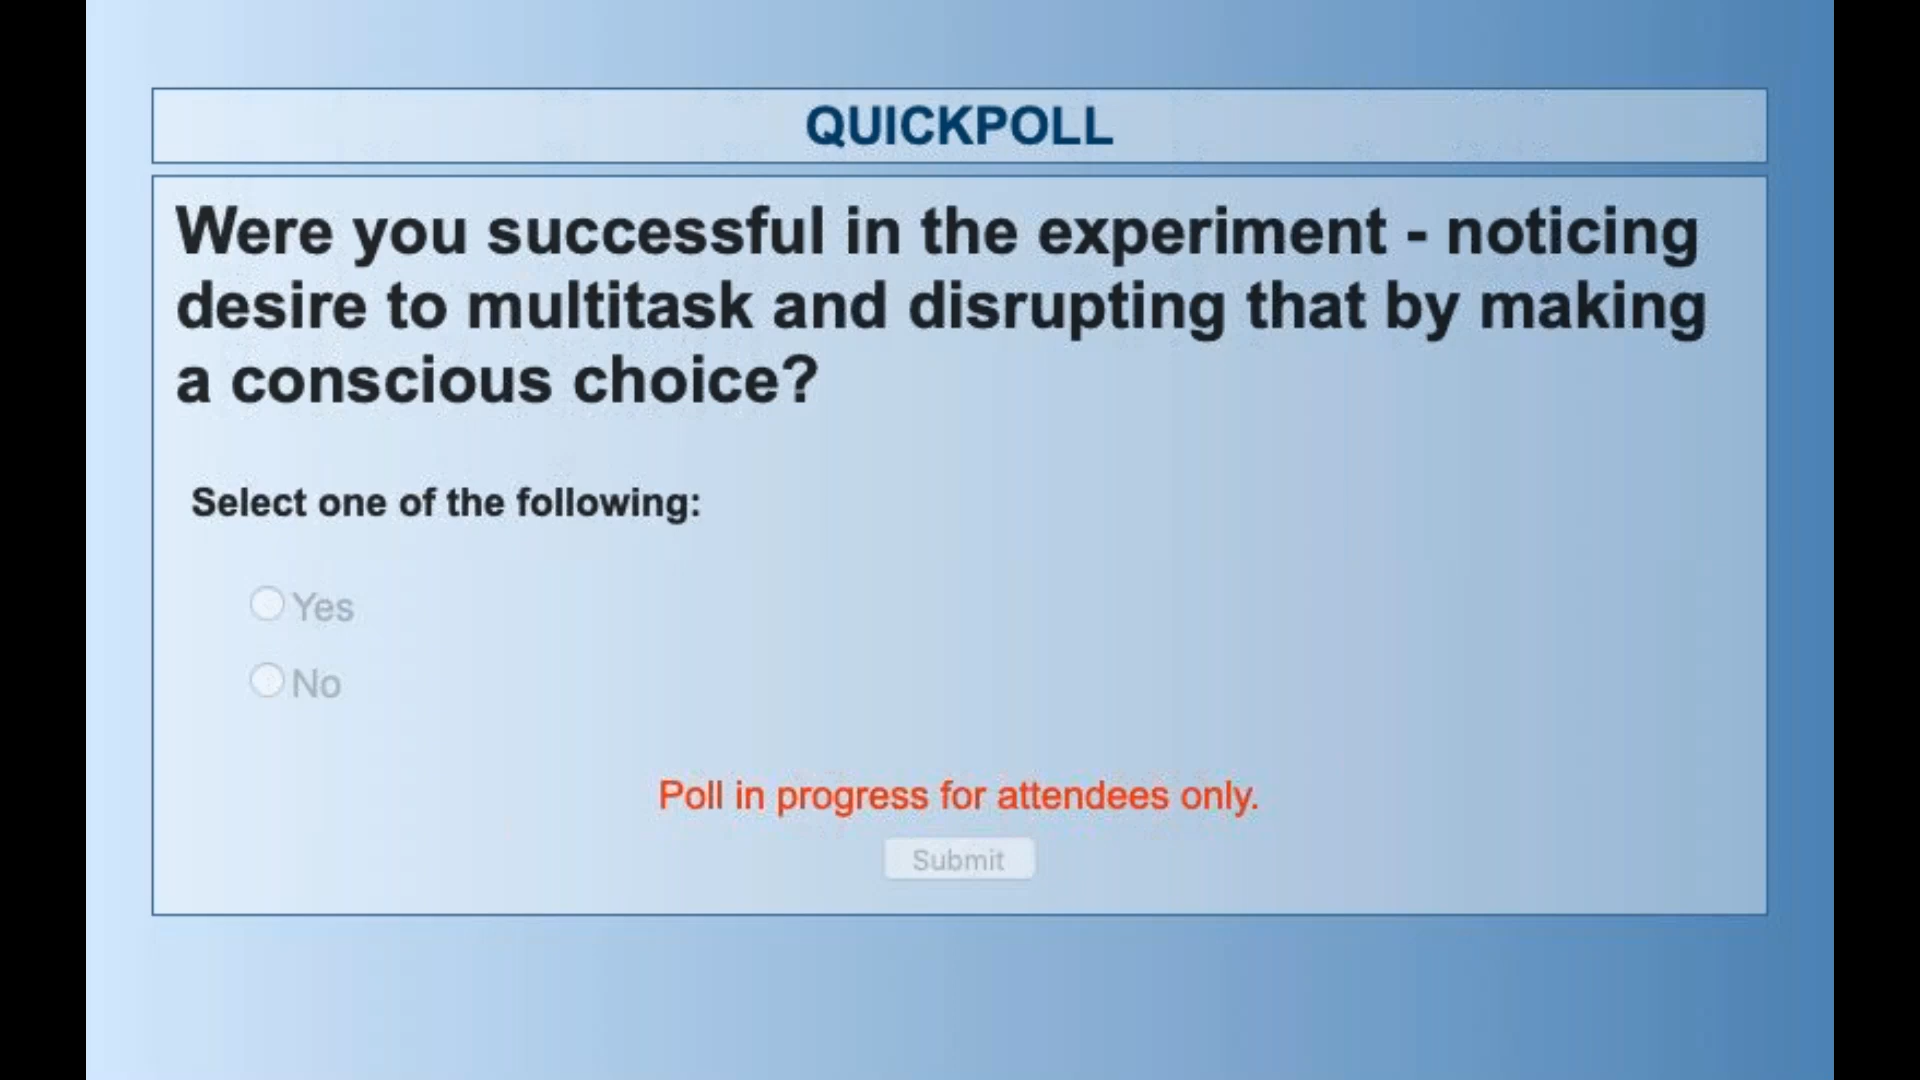 QUICKPOLL
Were you successful in the experiment - noticing
desire to multitask and disrupting that by making
a conscious choice?
Select one of the following:
Yes
No
Poll in progress for attendees only.
Submit